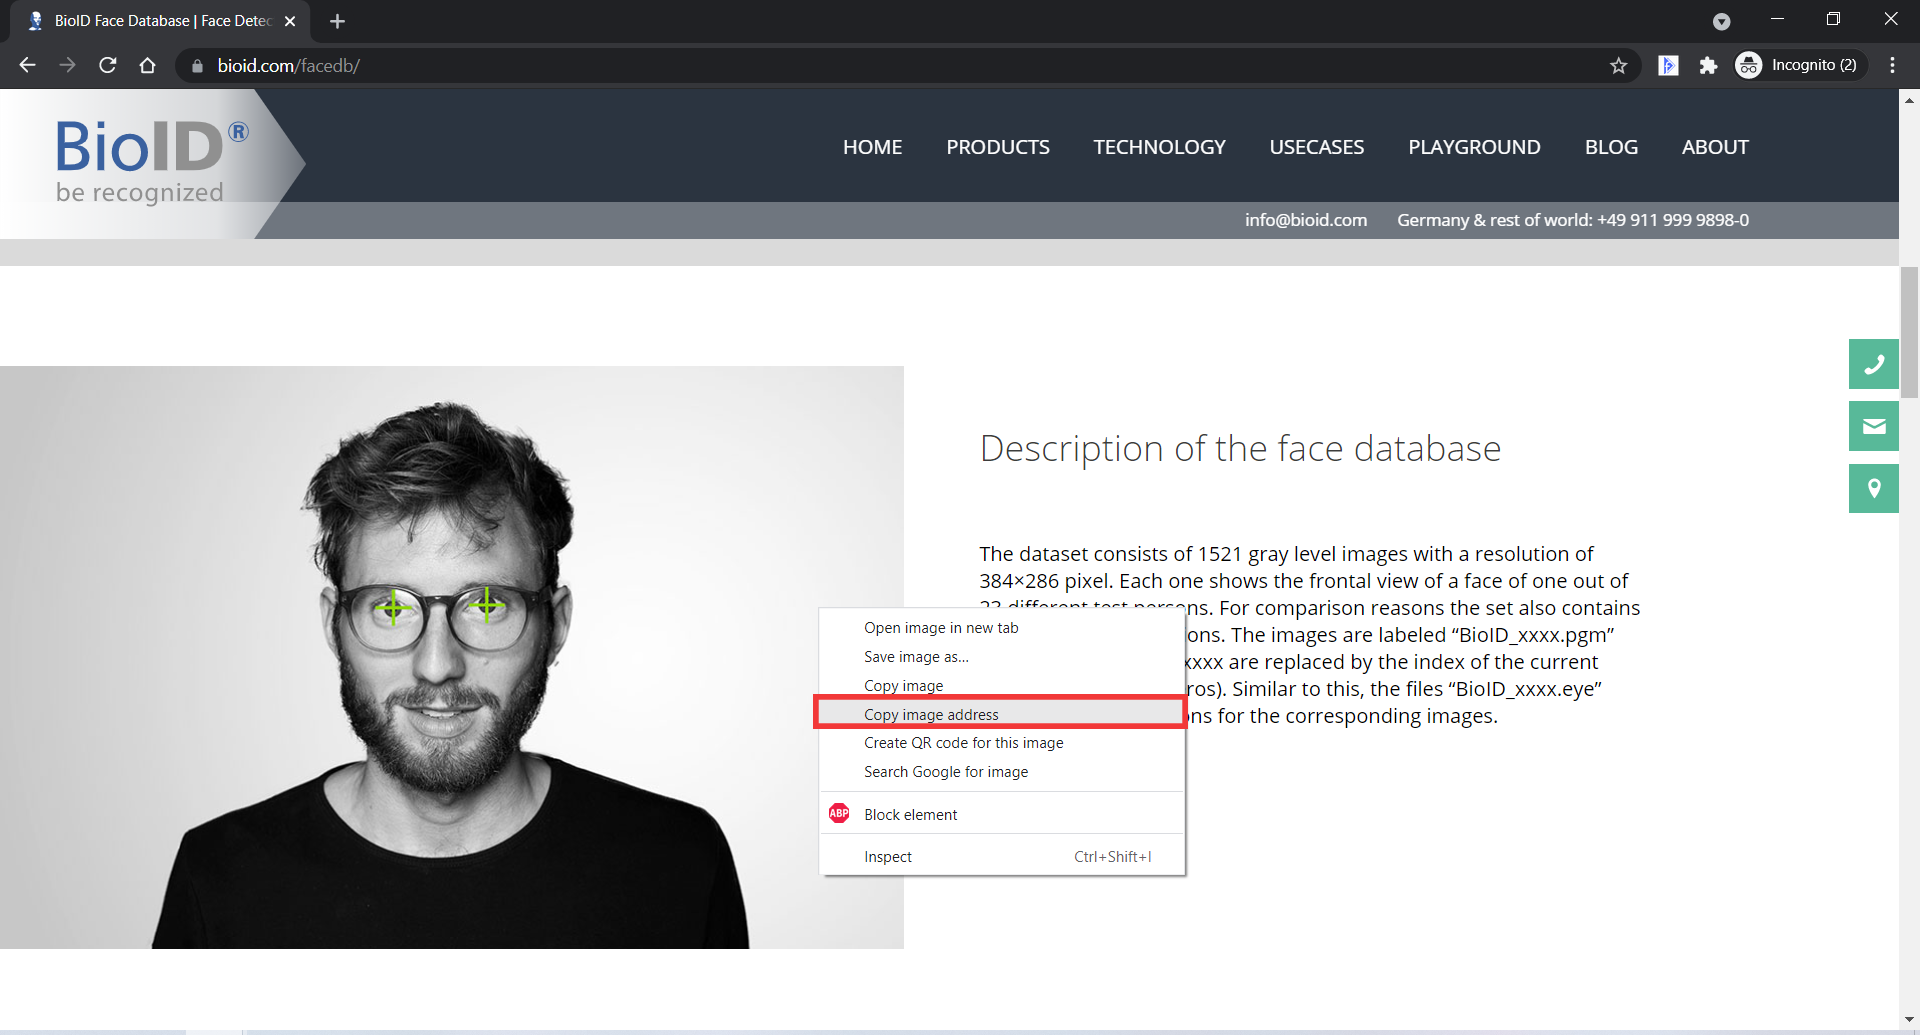 BioID Face Database | Face Detec
bioid.com/facedb/
Incognito (2)
BioID®
be recognized
HOME PRODUCTS TECHNOLOGY USECASES PLAYGROUND BLOG ABOUT
info@bioid.com Germany & rest of world: +49 911 999 9898-0
Description of the face database
The dataset consists of 1521 gray level images with a resolution of
384×286 pixel. Each one shows the frontal view of a face of one out of
23 different test persons. For comparison reasons the set also contains
ons. The images are labeled “BioID_xxxx.pgm”
xxxx are replaced by the index of the current
ros). Similar to this, the files “BioID_xxxx.eye”
ns for the corresponding images.
Open image in new tab
Save image as...
Copy image
Copy image address
Create QR code for this image
Search Google for image
ABP Block element
Inspect Ctrl+Shift+I